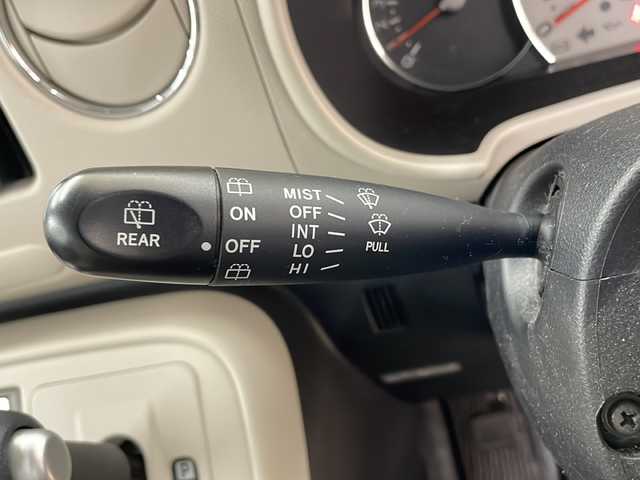 REAR
ON
OFF
MIST
OFF
INT
LO
HI
PULL
P